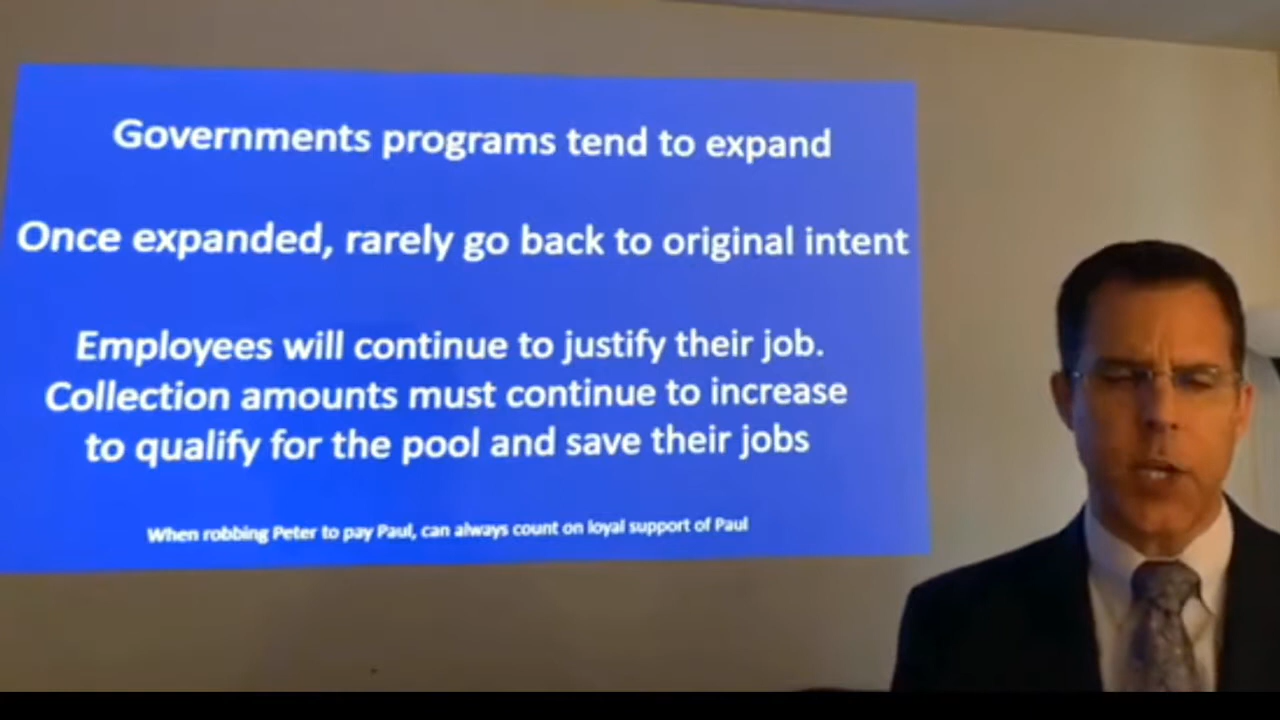 Governments programs tend to expand
Once expanded, rarely go back to original intent
Employees will continue to justify their job.
Collection amounts must continue to increase
to qualify for the pool and save their jobs
When robbing Peter to pay Paul, can always count on loyal support of Paul